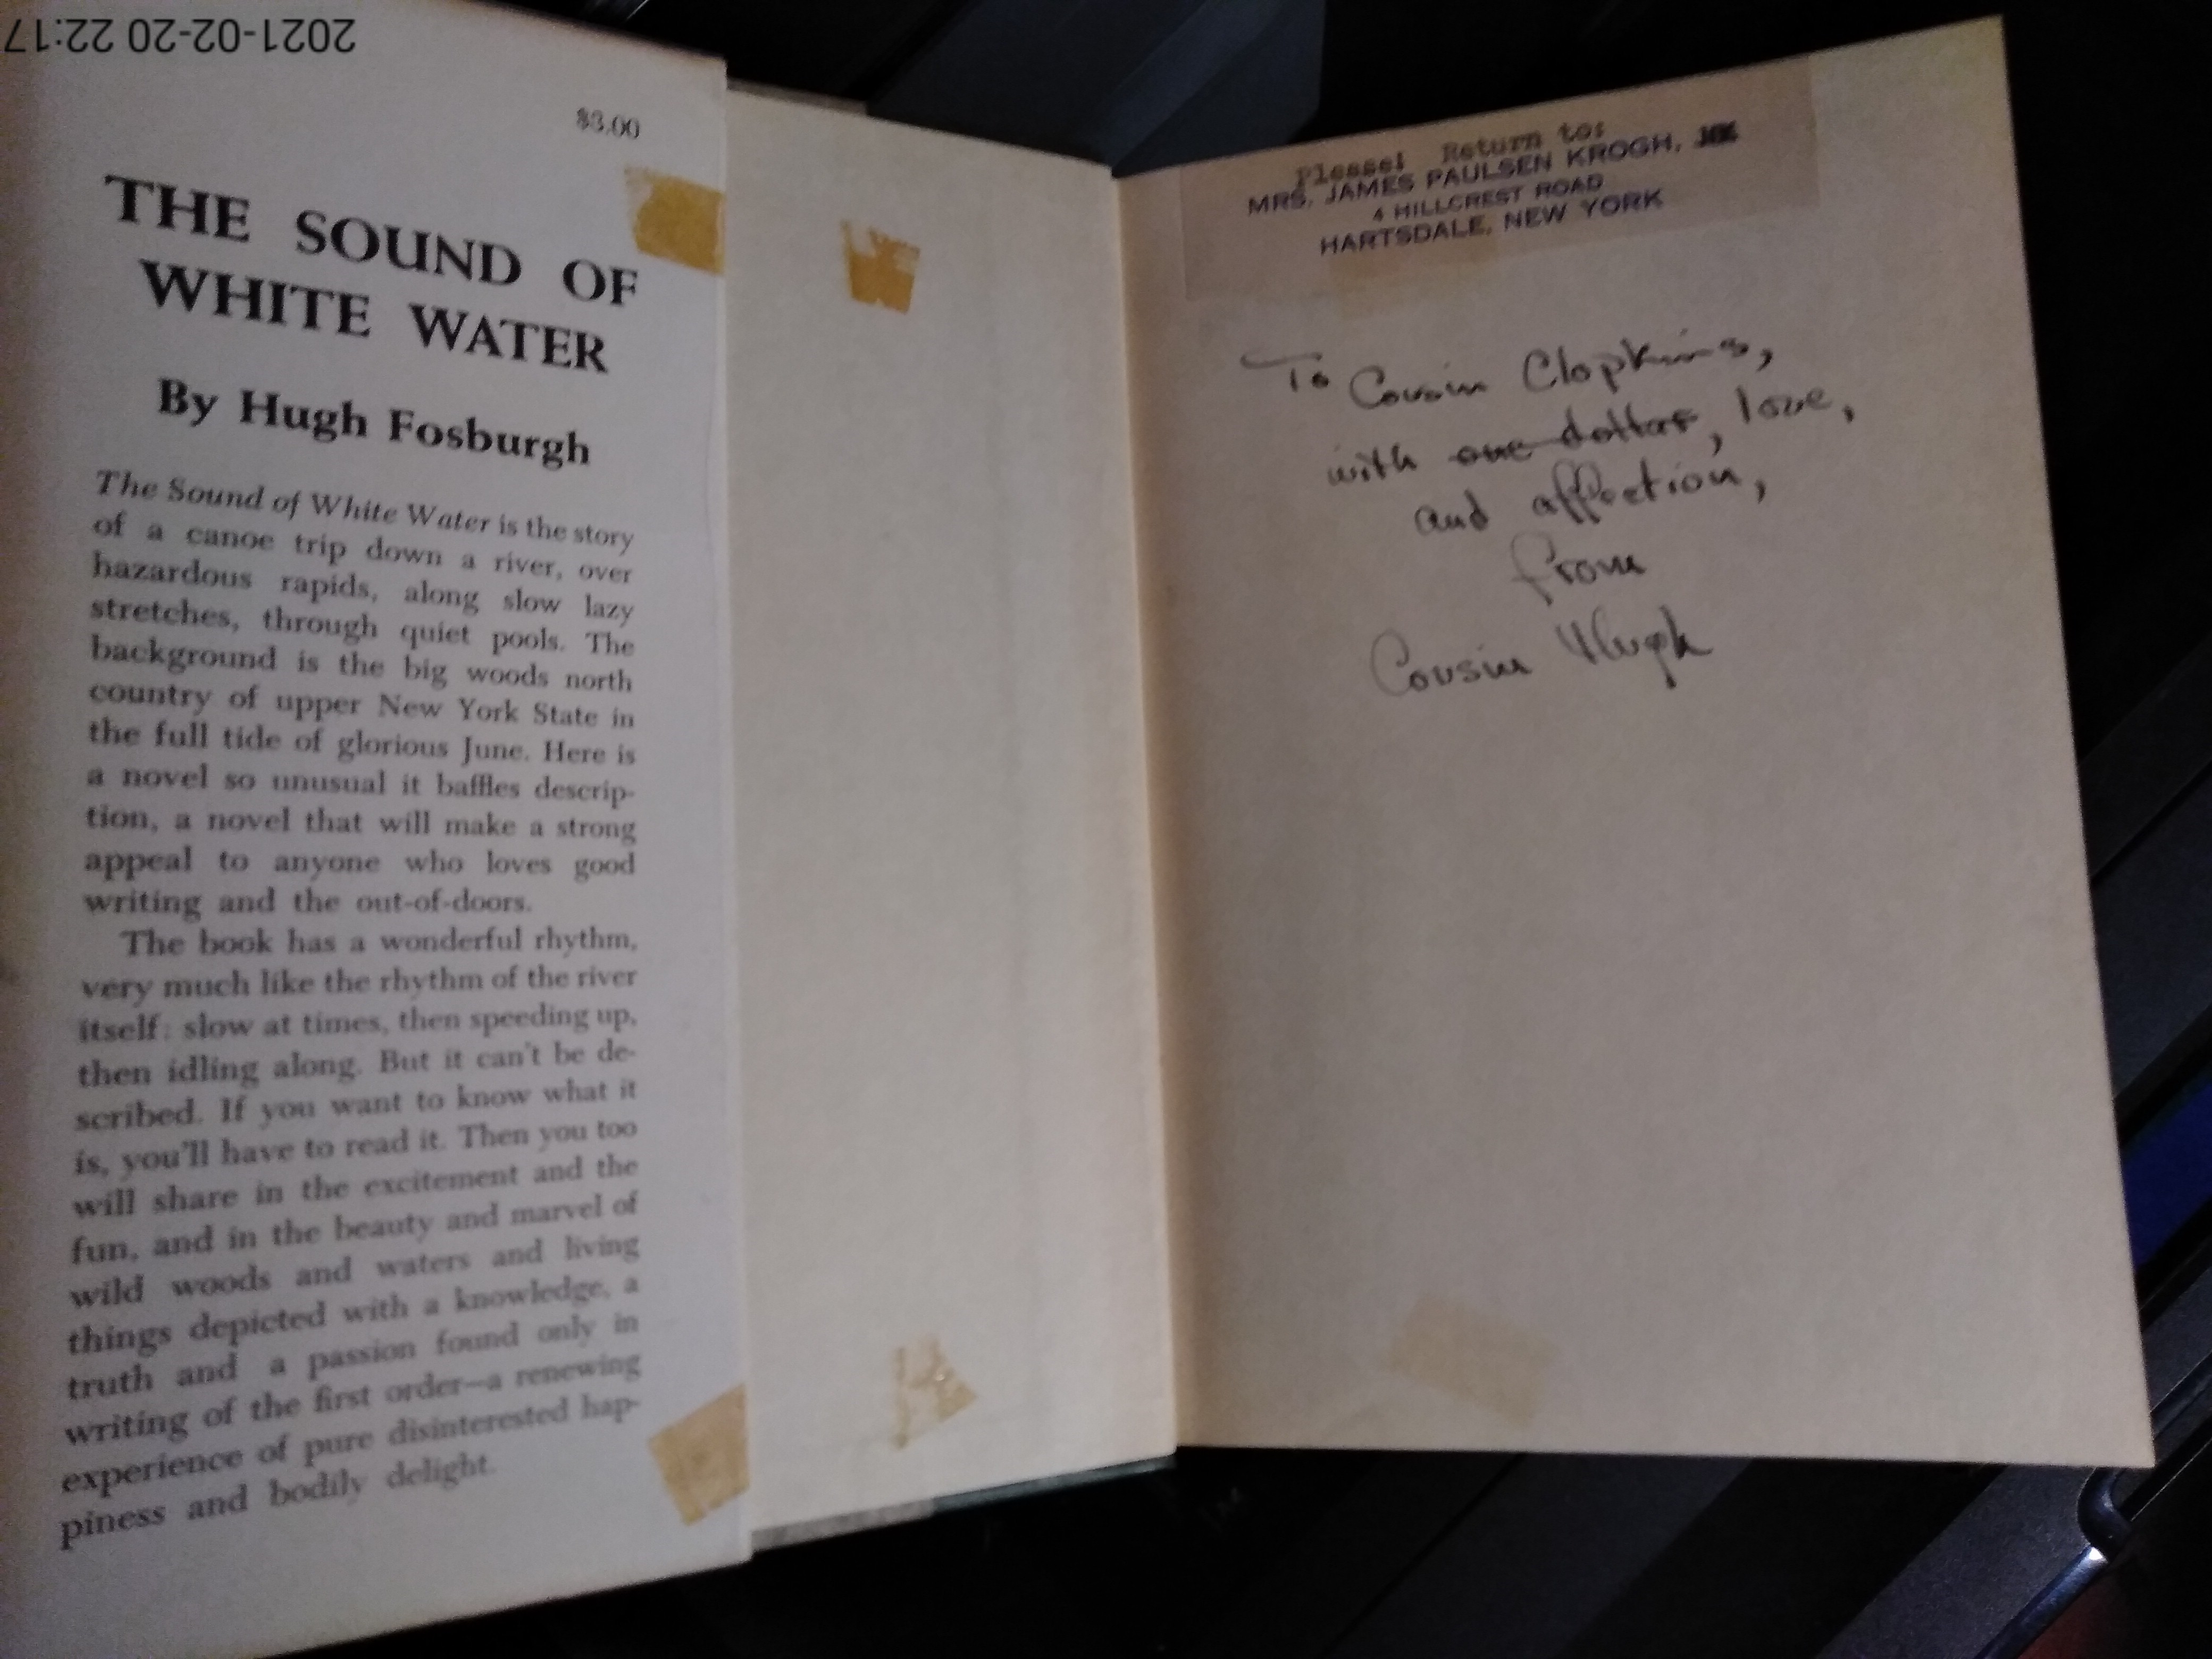 2021-02-20 22:17
$3.00
THE SOUND OF
WHITE WATER
By Hugh Fosburgh
The Sound of White Water is the story
of a canoe trip down a river, over
hazardous rapids, along slow lazy
stretches, through quiet pools. The
background is the big woods north
country of upper New York State in
the full tide of glorious June. Here is
a novel so unusual it baffles descrip-
tion, a novel that will make a strong
appeal to anyone who loves good
writing and the out-of-doors.
The book has a wonderful rhythm,
very much like the rhythm of the river
itself: slow at times, then speeding up,
then idling along. But it can't be de-
scribed. If you want to know what it
is, you'll have to read it. Then you too
will share in the excitement and the
fun, and in the beauty and marvel of
wild woods and waters and living
things depicted with a knowledge, a
truth and a passion found only in
writing of the first order—a renewing
experience of pure disinterested hap-
piness and bodily delight.
Please! Return to:
MRS. JAMES PAULSEN KROGH,
4 HILLCREST ROAD
HARTSDALE, NEW YORK
To Cousin Clopkins,
with one dollar, love,
and affection,
from
Cousin Hugh